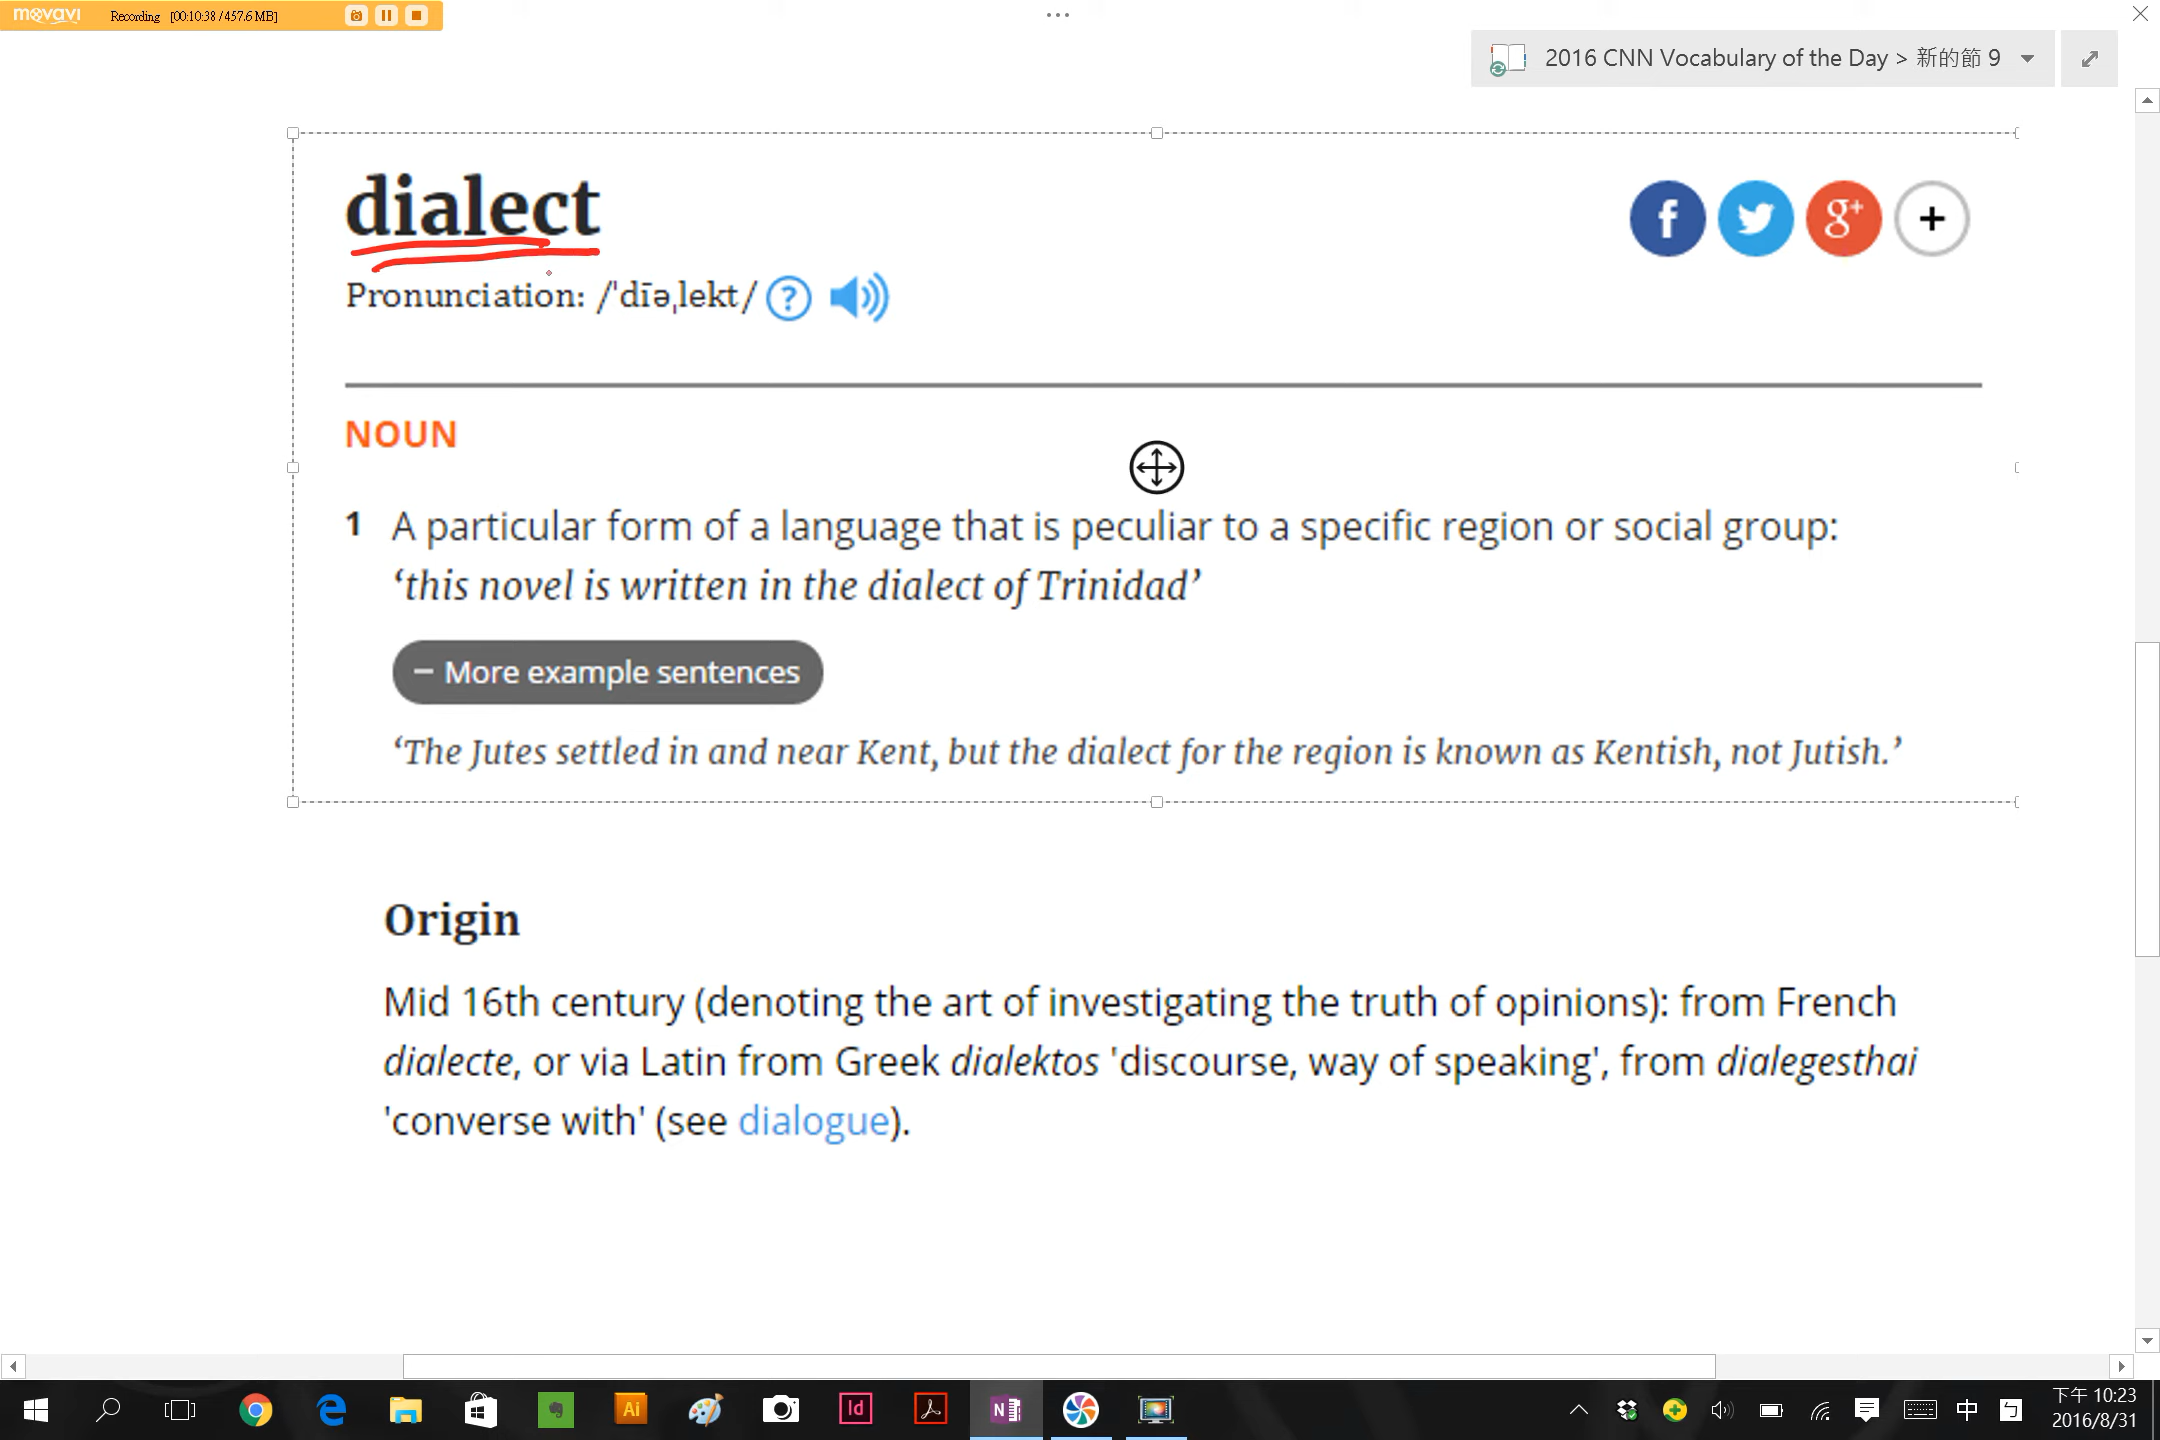 movavi Recording [00:10:38 / 457.6 MB]
2016 CNN Vocabulary of the Day > 新的節 9
dialect
Pronunciation: /ˈdīəˌlekt/ ?
f g+ +
NOUN
1 A particular form of a language that is peculiar to a specific region or social group:
‘this novel is written in the dialect of Trinidad’
− More example sentences
‘The Jutes settled in and near Kent, but the dialect for the region is known as Kentish, not Jutish.’
Origin
Mid 16th century (denoting the art of investigating the truth of opinions): from French
dialecte, or via Latin from Greek dialektos 'discourse, way of speaking', from dialegesthai
'converse with' (see dialogue).
Ai Id N 中 ㄅ
下午 10:23
2016/8/31